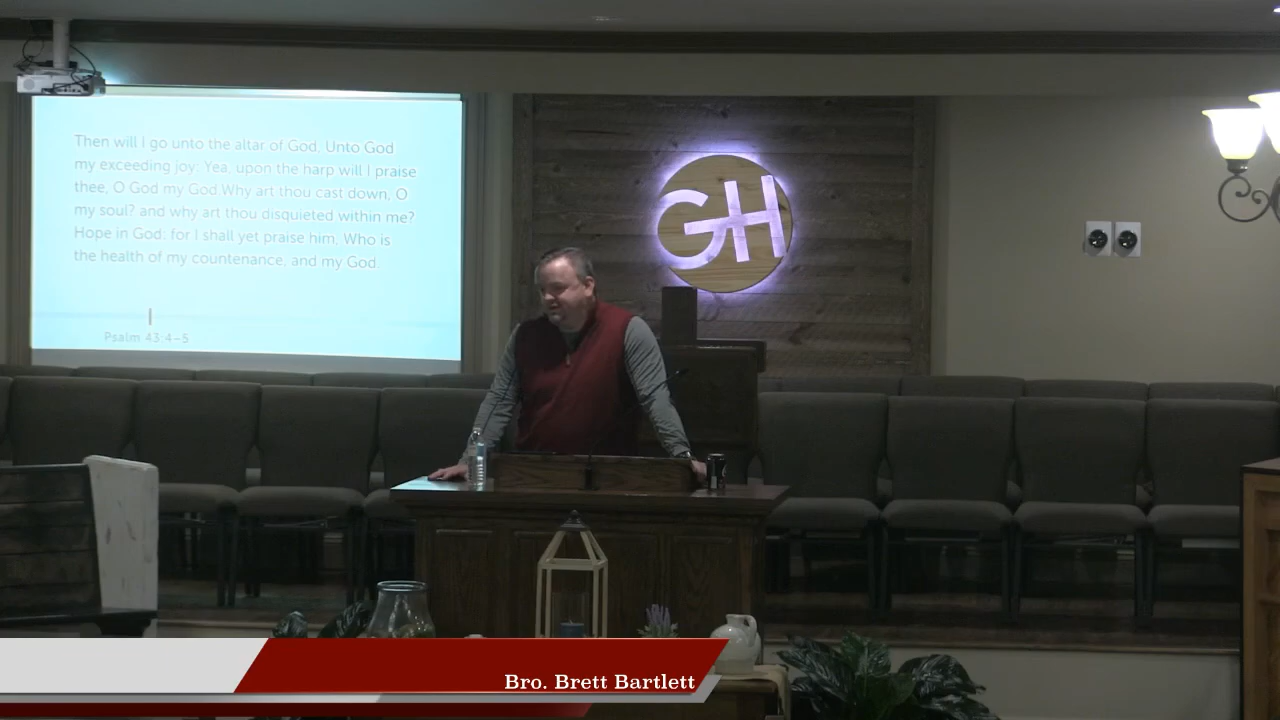 Then will I go unto the altar of God, Unto God
my exceeding joy: Yea, upon the harp will I praise
thee, O God my God.Why art thou cast down, O
my soul? and why art thou disquieted within me?
Hope in God: for I shall yet praise him, Who is
the health of my countenance, and my God.
Psalm 43:4-5
GH
Bro. Brett Bartlett